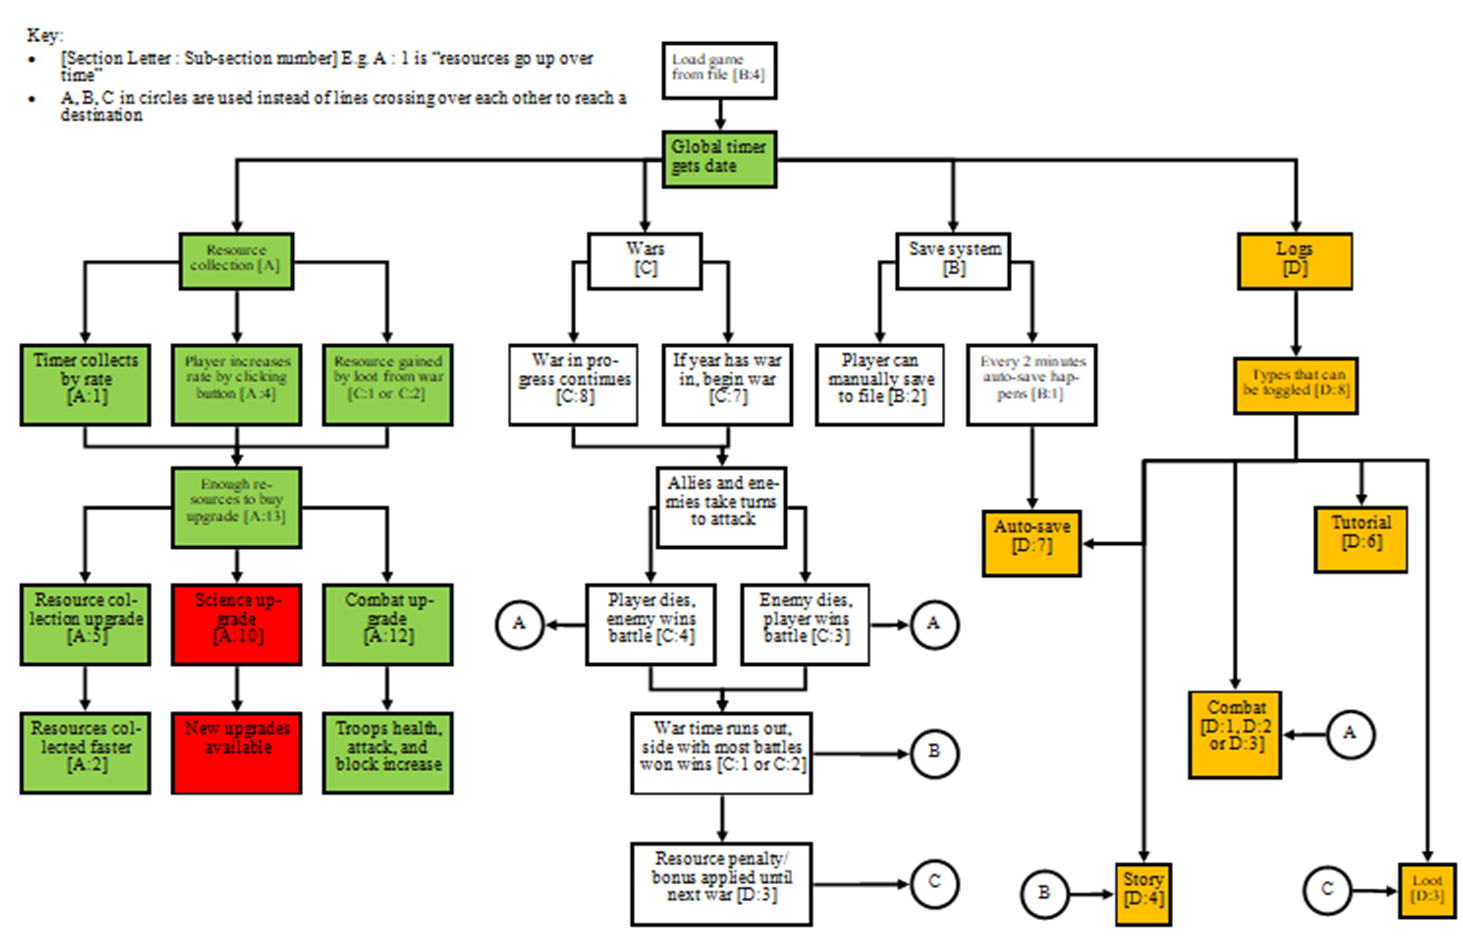 Key:
• [Section Letter : Sub-section number] E.g. A : 1 is “resources go up over
time”
• A, B, C in circles are used instead of lines crossing over each other to reach a
destination
Load game
from file [B:4]
Global timer
gets date
Resource
collection [A]
Wars
[C]
Save system
[B]
Logs
[D]
Timer collects
by rate
[A:1]
Player increases
rate by clicking
button [A:4]
Resource gained
by loot from war
[C:1 or C:2]
War in pro-
gress continues
[C:8]
If year has war
in, begin war
[C:7]
Player can
manually save
to file [B:2]
Every 2 minutes
auto-save hap-
pens [B:1]
Types that can
be toggled [D:8]
Enough re-
sources to buy
upgrade [A:13]
Allies and ene-
mies take turns
to attack
Auto-save
[D:7]
Tutorial
[D:6]
Resource col-
lection upgrade
[A:5]
Science up-
grade
[A:10]
Combat up-
grade
[A:12]
A
Player dies,
enemy wins
battle [C:4]
Enemy dies,
player wins
battle [C:3]
A
Resources col-
lected faster
[A:2]
New upgrades
available
Troops health,
attack, and
block increase
War time runs out,
side with most battles
won wins [C:1 or C:2]
B
Combat
[D:1, D:2
or D:3]
A
Resource penalty/
bonus applied until
next war [D:3]
C
B
Story
[D:4]
C
Loot
[D:3]